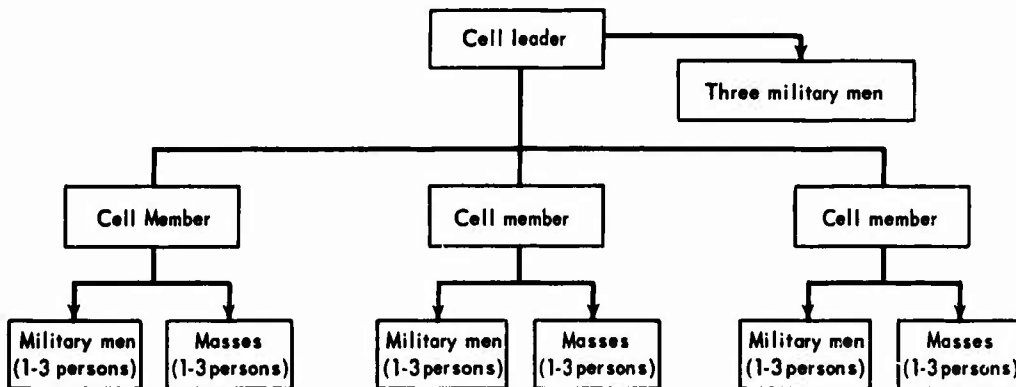 Cell leader
Three military men
Cell Member
Cell member
Cell member
Military men
(1-3 persons)
Masses
(1-3 persons)
Military men
(1-3 persons)
Masses
(1-3 persons)
Military men
(1-3 persons)
Masses
(1-3 persons)